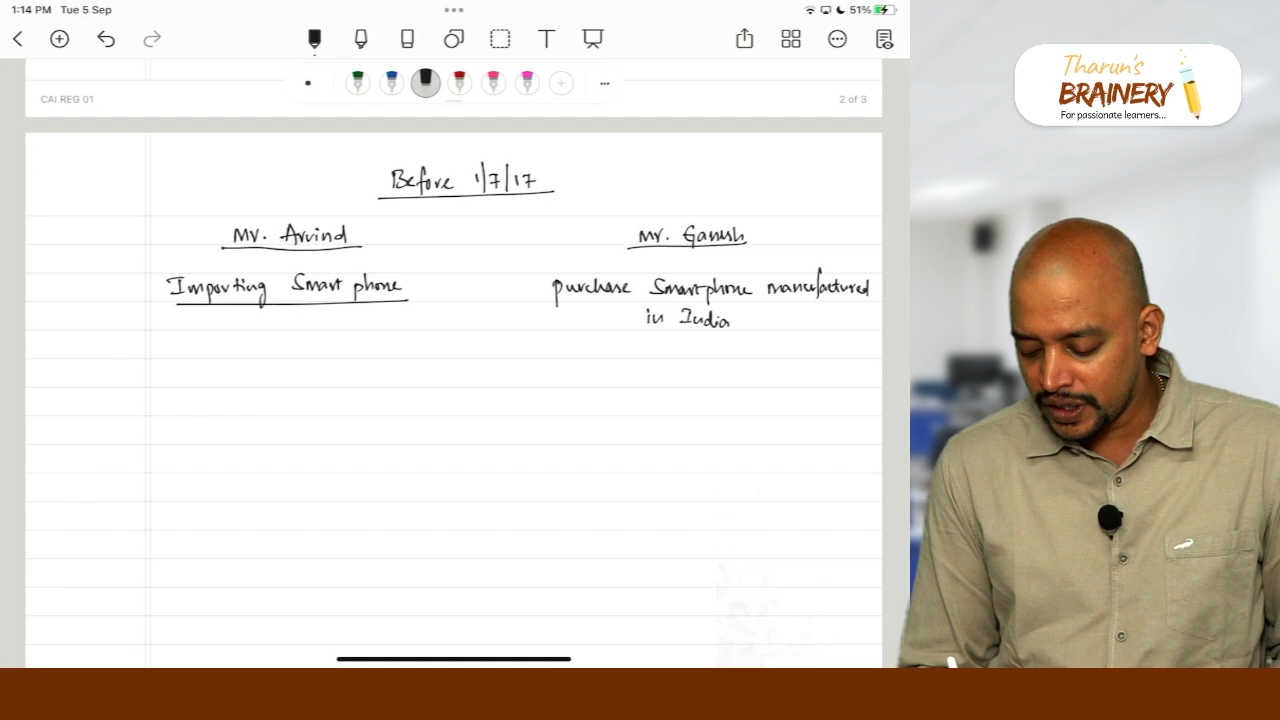 1:14 PM Tue 5 Sep
51%
CAI REG 01
2 of 3
Tharun's
BRAINERY
For passionate learners...
Before 1/7/17
Mr. Arvind
Mr. Ganesh
Importing Smart phone
purchase Smartphone manufactured
in India